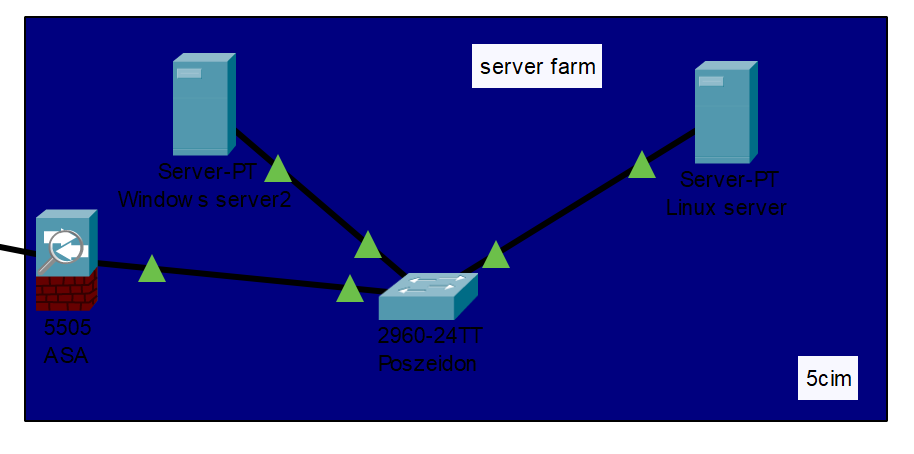 server farm
Server-PT
Windows server2
Server-PT
Linux server
5505
ASA
2960-24TT
Poszeidon
5cim